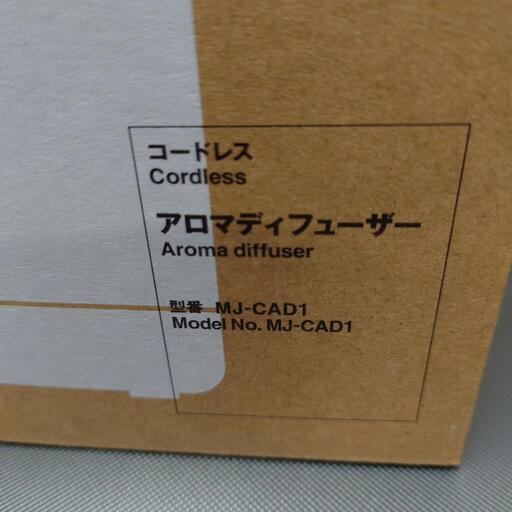 コードレス
Cordless
アロマディフューザー
Aroma diffuser
型番 MJ-CAD1
Model No. MJ-CAD1